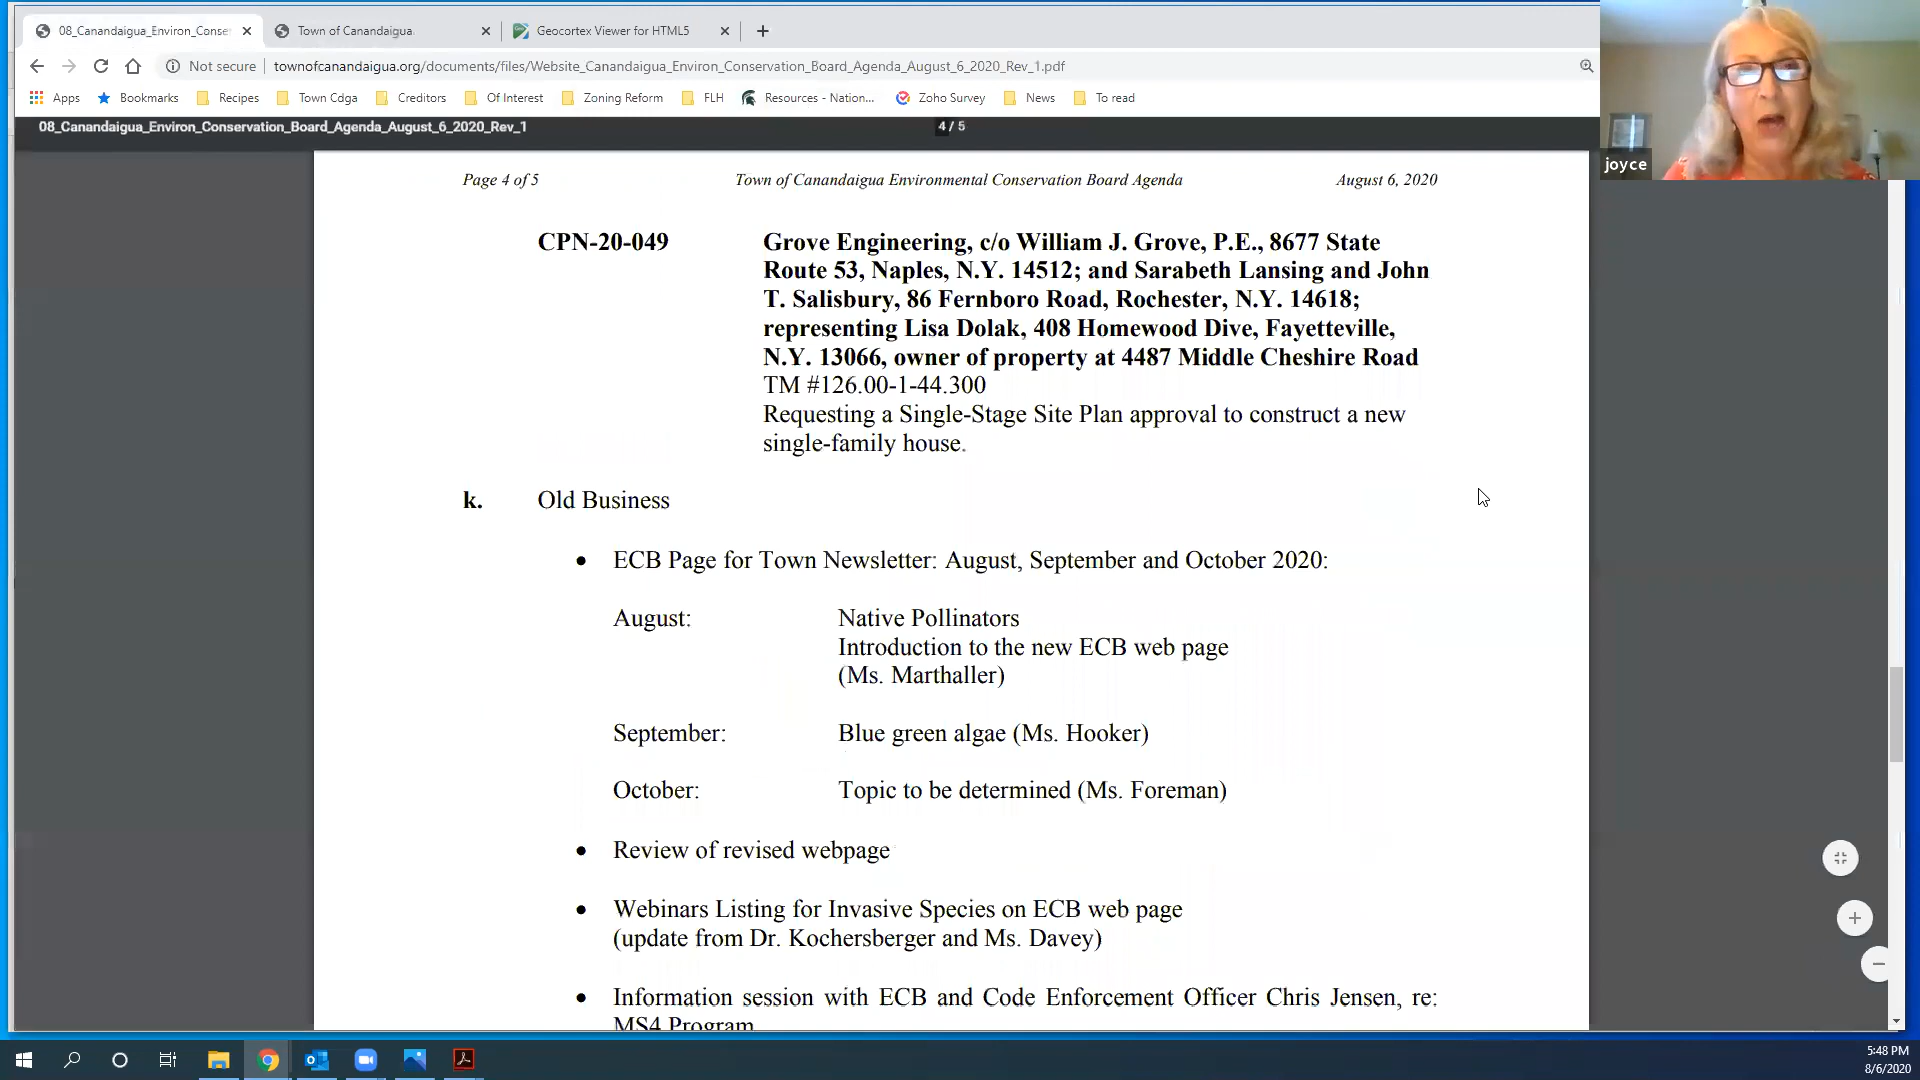 08_Canandaigua_Environ_Conse
Town of Canandaigua
Geocortex Viewer for HTML5
Not secure
townofcanandaigua.org/documents/files/Website_Canandaigua_Environ_Conservation_Board_Agenda_August_6_2020_Rev_1.pdf
Apps
Bookmarks
Recipes
Town Cdga
Creditors
Of Interest
Zoning Reform
FLH
Resources - Nation...
Zoho Survey
News
To read
08_Canandaigua_Environ_Conservation_Board_Agenda_August_6_2020_Rev_1
4 / 5
joyce
Page 4 of 5 Town of Canandaigua Environmental Conservation Board Agenda August 6, 2020
CPN-20-049 Grove Engineering, c/o William J. Grove, P.E., 8677 State
Route 53, Naples, N.Y. 14512; and Sarabeth Lansing and John
T. Salisbury, 86 Fernboro Road, Rochester, N.Y. 14618;
representing Lisa Dolak, 408 Homewood Dive, Fayetteville,
N.Y. 13066, owner of property at 4487 Middle Cheshire Road
TM #126.00-1-44.300
Requesting a Single-Stage Site Plan approval to construct a new
single-family house.
k. Old Business
• ECB Page for Town Newsletter: August, September and October 2020:
August: Native Pollinators
Introduction to the new ECB web page
(Ms. Marthaller)
September: Blue green algae (Ms. Hooker)
October: Topic to be determined (Ms. Foreman)
• Review of revised webpage
• Webinars Listing for Invasive Species on ECB web page
(update from Dr. Kochersberger and Ms. Davey)
• Information session with ECB and Code Enforcement Officer Chris Jensen, re:
MS4 Program
5:48 PM
8/6/2020